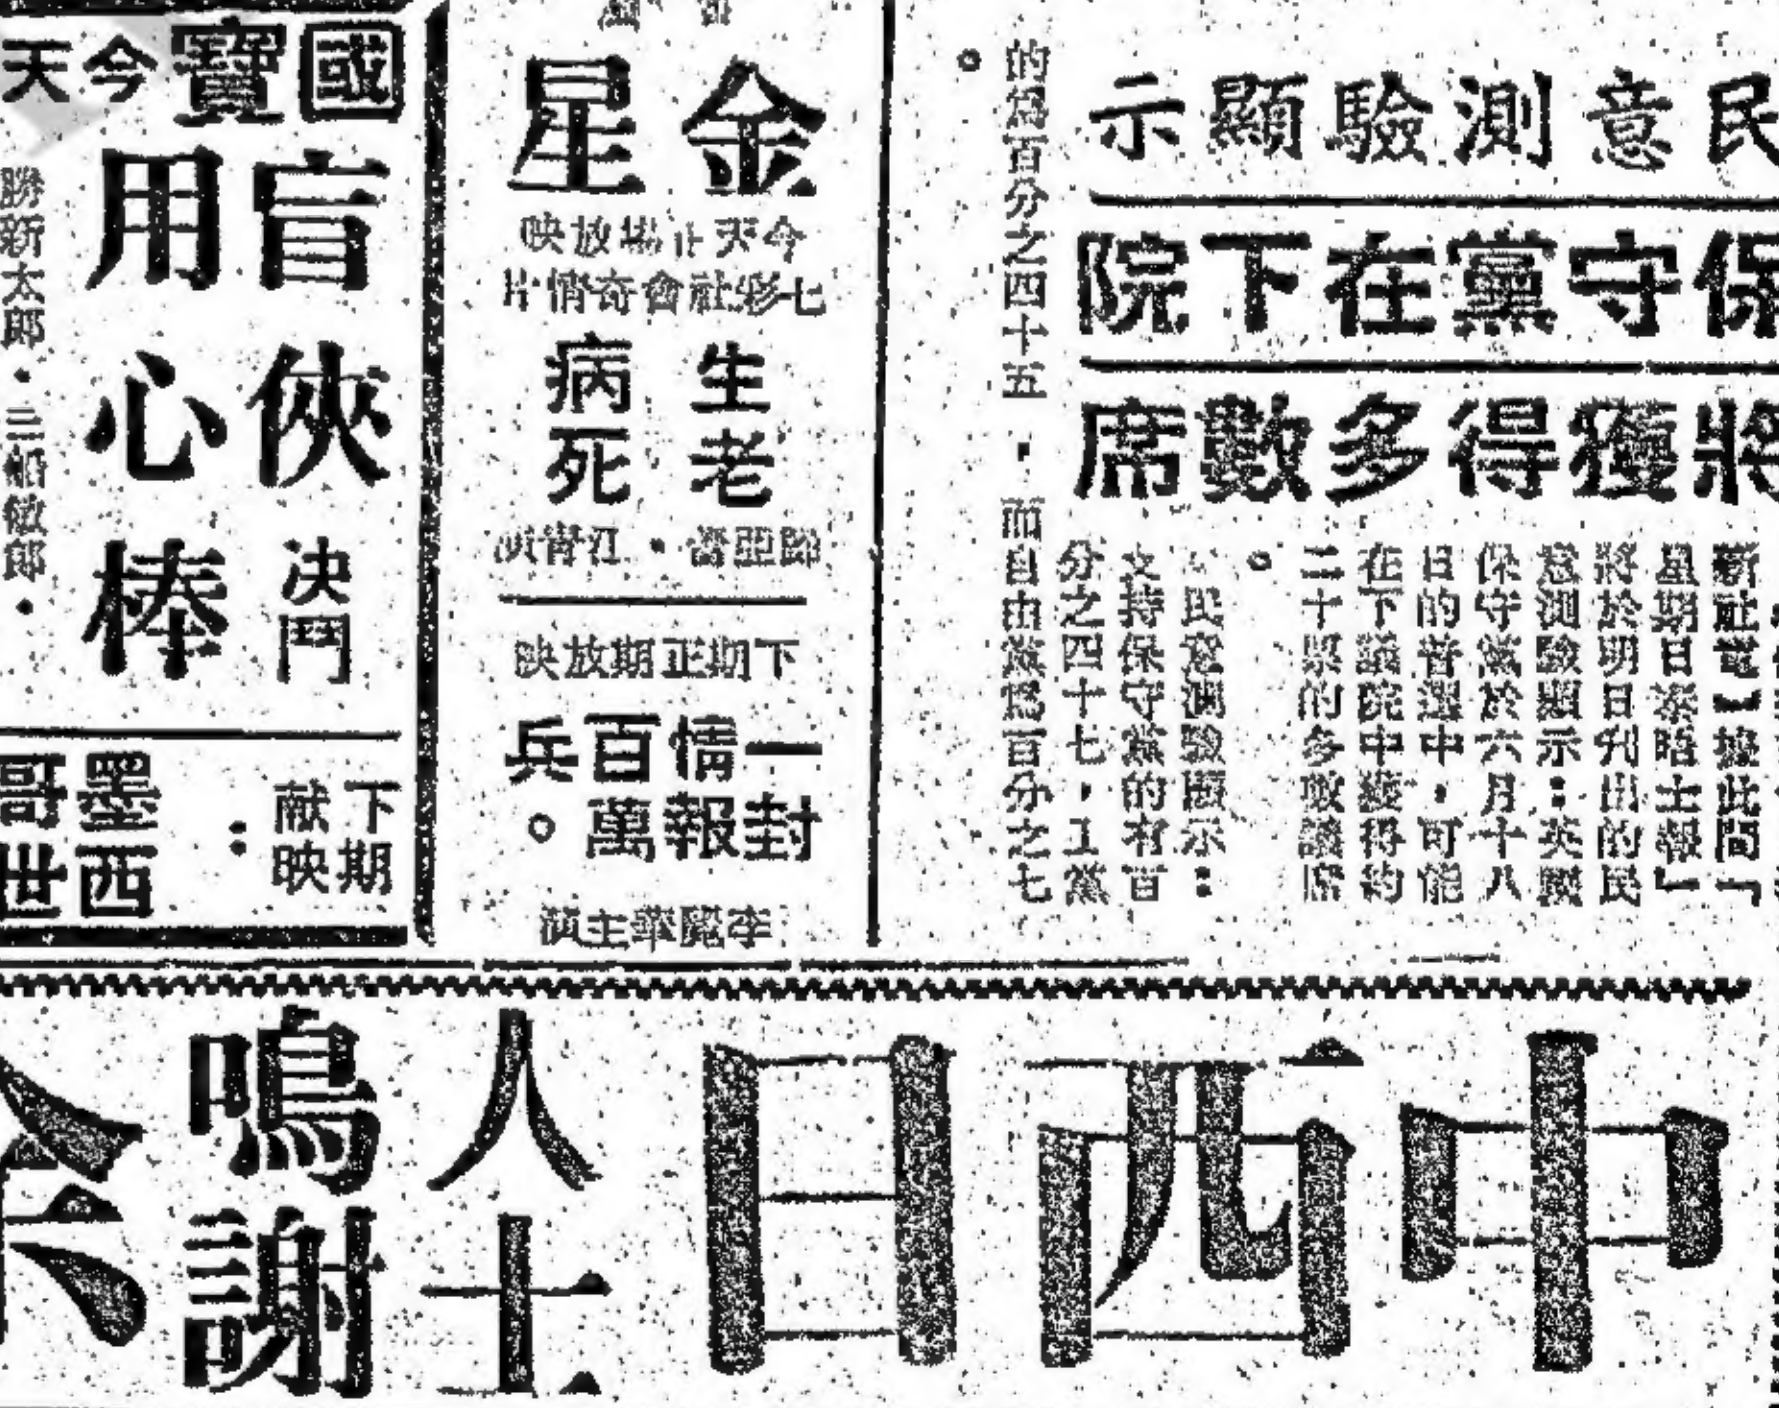 民意測驗顯示
保守黨在下院
將獲得多數席
新社電】據此間「
星期日泰晤士報」
將於明日刋出的民
意測驗顯示：英國
保守黨於六月十八
日的普選中，可能
在下議院中獲得約
二十票的多數議席
。
民意測驗顯示：
支持保守黨的有百
分之四十七，工黨
的爲百分之四十五，而自由黨爲百分之七
。
金星
今天止場放映
七彩社會奇情片
生老
病死
江青演
下期正期放映
一封
情報
百萬
兵。
李麗華主演
國寶
今天
盲俠
決鬥
用心棒
勝新太郎・三船敏郎・
下期
献映
：
墨西
哥世
中西日
人士
鳴謝